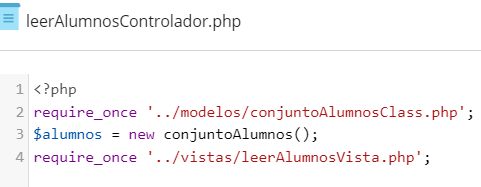 leerAlumnosControlador.php
1 <?php
2 require_once '../modelos/conjuntoAlumnosClass.php';
3 $alumnos = new conjuntoAlumnos();
4 require_once '../vistas/leerAlumnosVista.php';